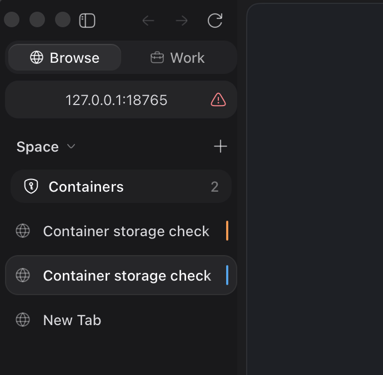 Browse
Work
127.0.0.1:18765
Space
Containers
2
Container storage check
Container storage check
New Tab